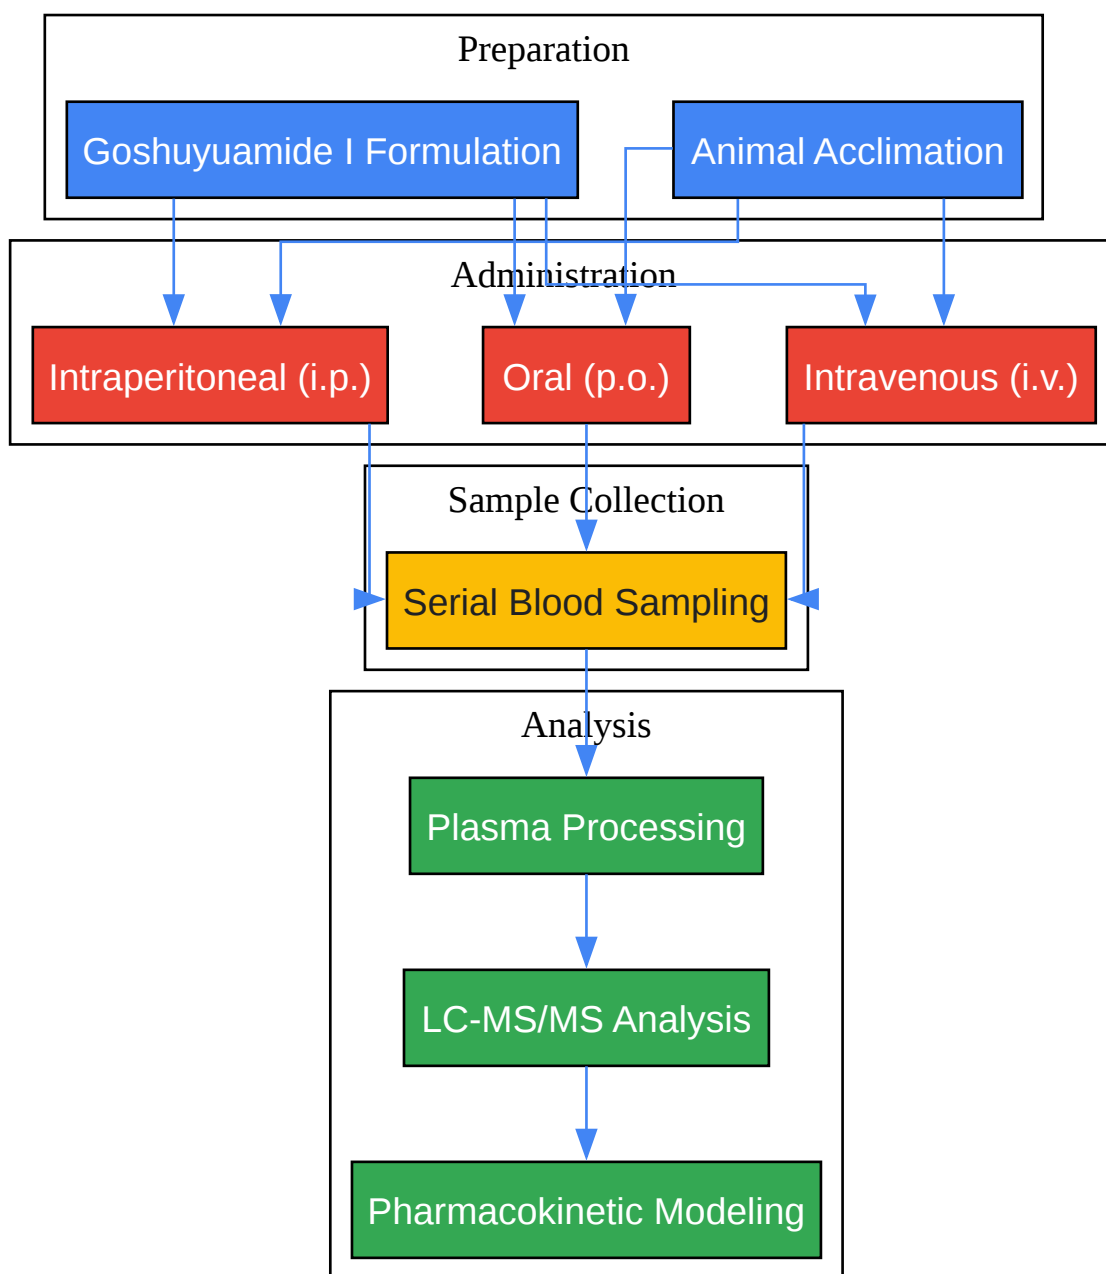 Preparation
Goshuyuamide I Formulation
Animal Acclimation
Administration
Intraperitoneal (i.p.)
Oral (p.o.)
Intravenous (i.v.)
Sample Collection
Serial Blood Sampling
Analysis
Plasma Processing
LC-MS/MS Analysis
Pharmacokinetic Modeling